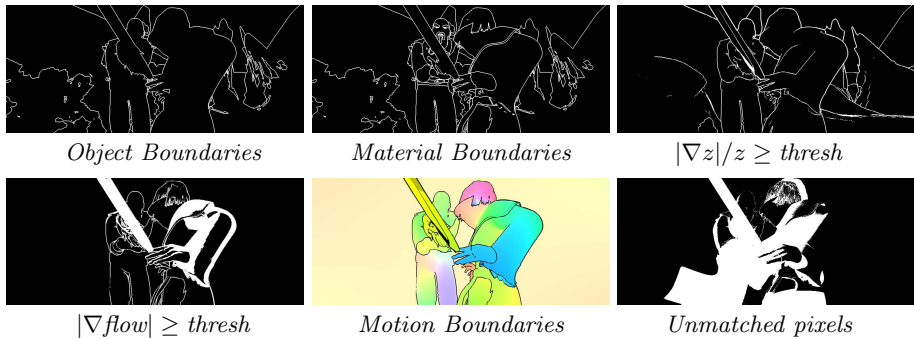 Object Boundaries
Material Boundaries
|∇z|/z ≥ thresh
|∇flow| ≥ thresh
Motion Boundaries
Unmatched pixels